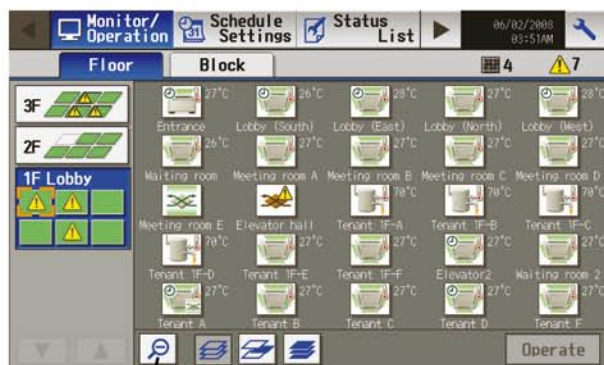 Monitor/ Operation
Schedule Settings
Status List
06/02/2008 03:51AM
Floor
Block
4
7
3F
2F
1F Lobby
27°C 26°C 28°C 27°C 28°C
Entrance Lobby (South) Lobby (East) Lobby (North) Lobby (West)
26°C 27°C 27°C 27°C 27°C
Waiting room Meeting room A Meeting room B Meeting room C Meeting room D
70°C 70°C 70°C
Meeting room E Elevator hall Tenant 1F-A Tenant 1F-B Tenant 1F-C
70°C 27°C 27°C 27°C 27°C
Tenant 1F-D Tenant 1F-E Tenant 1F-F Elevator2 Waiting room 2
27°C 27°C 27°C 27°C 27°C
Tenant A Tenant B Tenant C Tenant D Tenant F
Operate